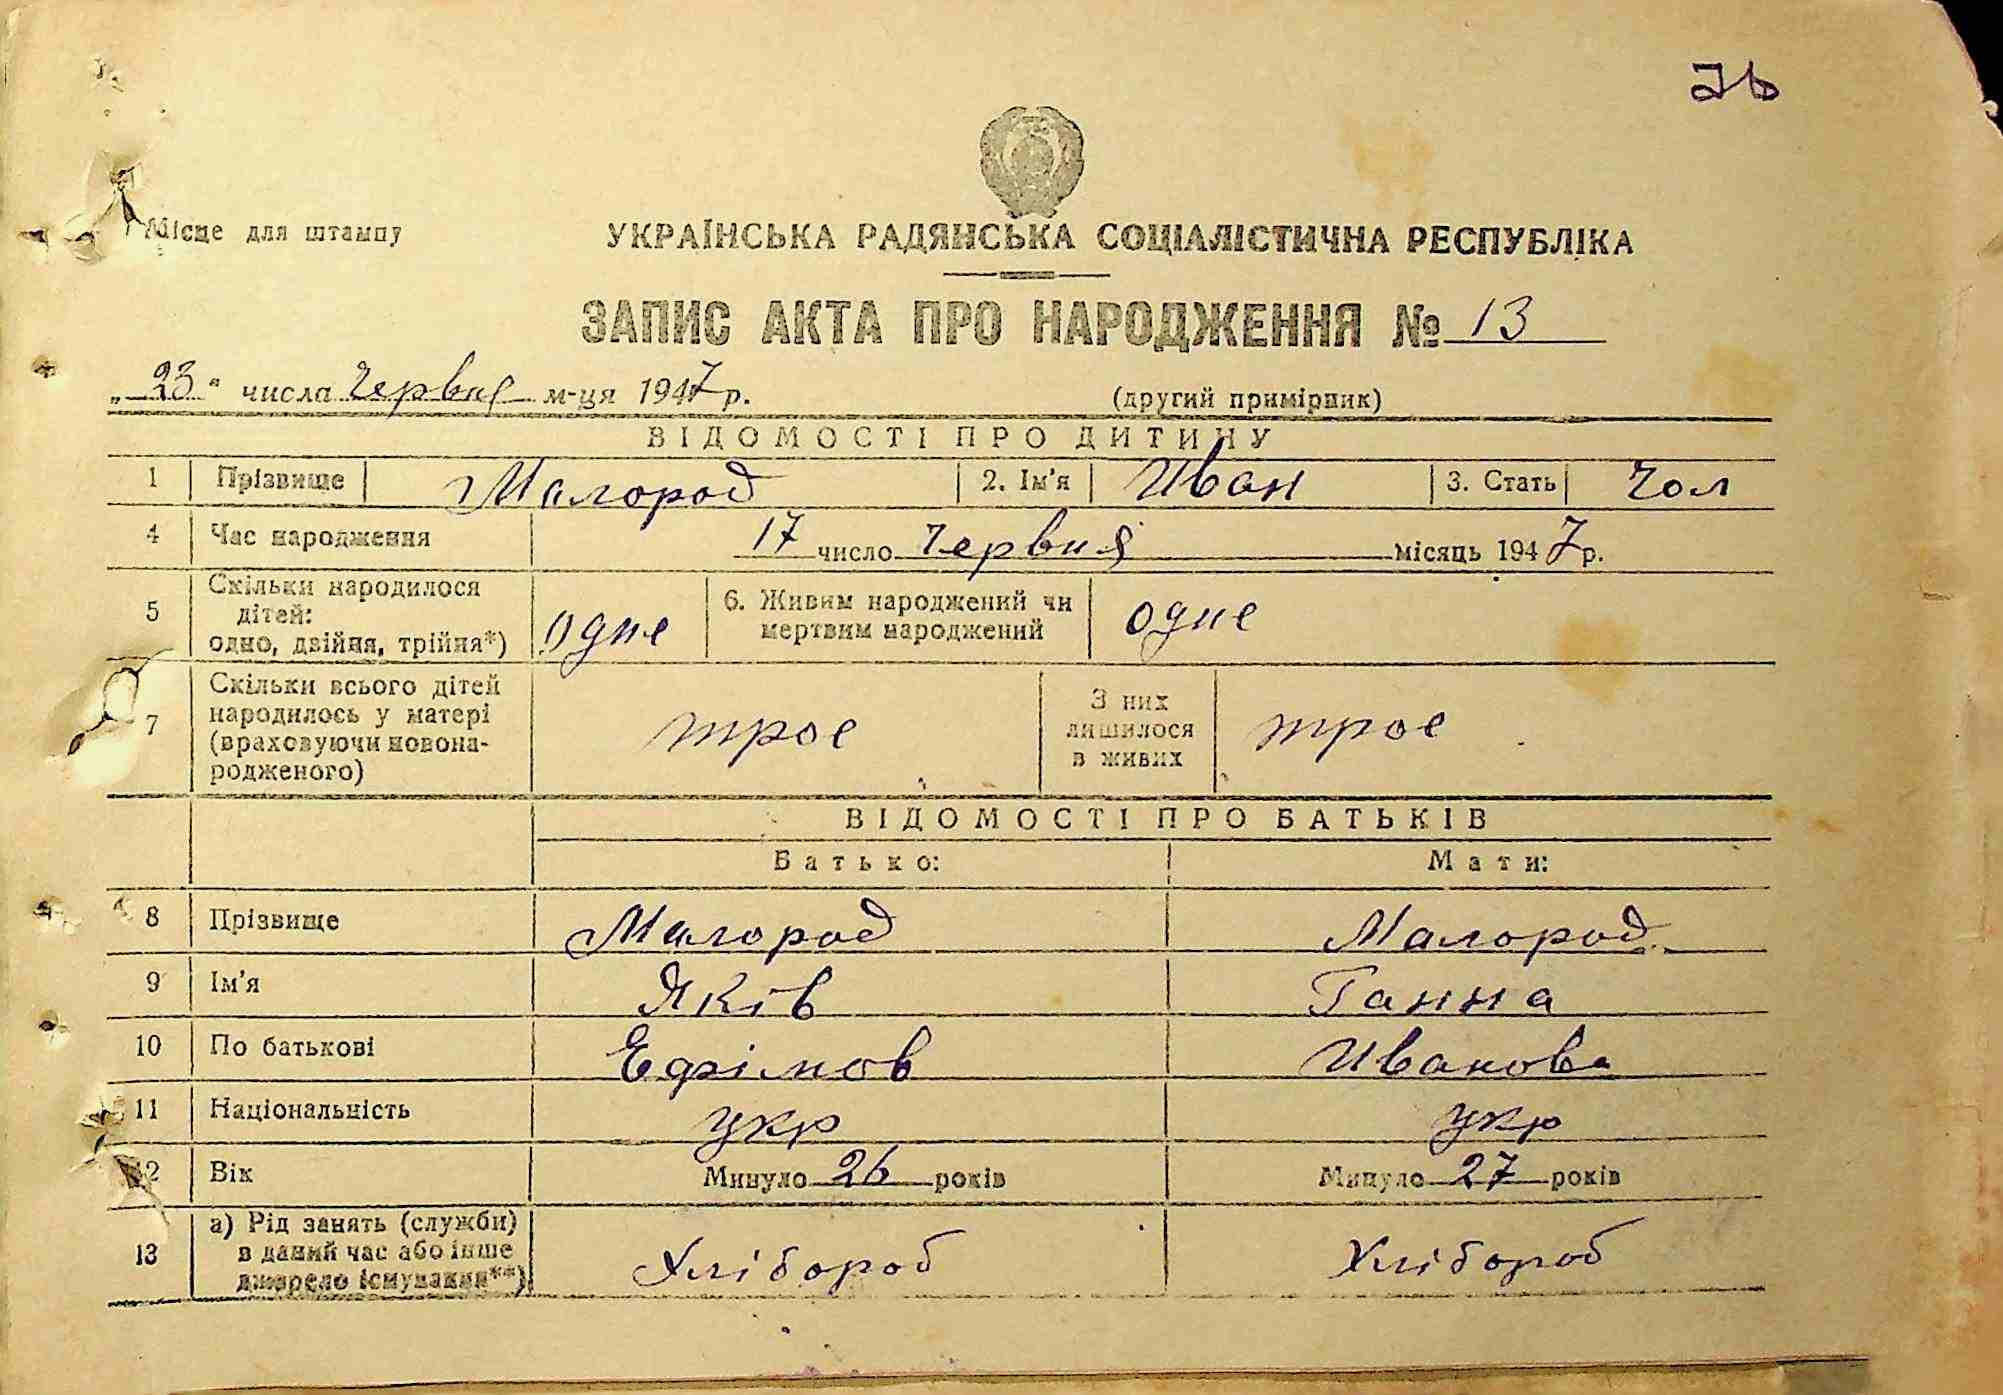 26
Місце для штампу
УКРАЇНСЬКА РАДЯНСЬКА СОЦІАЛІСТИЧНА РЕСПУБЛІКА
ЗАПИС АКТА ПРО НАРОДЖЕННЯ № 13
„23“ числа Червня м-ця 1947 р. (другий примірник)
ВІДОМОСТІ ПРО ДИТИНУ
1 Прізвище Малород 2. Ім'я Иван 3. Стать Чол
4 Час народження 17 число Червня місяць 1947 р.
5 Скільки народилося дітей: одно, двійня, трійня*) одне 6. Живим народжений чи мертвим народжений одне
7 Скільки всього дітей народилось у матері (враховуючи новонародженого) троє З них лишилося в живих троє
ВІДОМОСТІ ПРО БАТЬКІВ
Батько: Мати:
8 Прізвище Малород Малород
9 Ім'я Яків Ганна
10 По батькові Ефімов Иванова
11 Національність укр укр
12 Вік Минуло 26 років Минуло 27 років
13 а) Рід занять (служби) в даний час або інше джерело існування**) Хлібороб Хлібороб